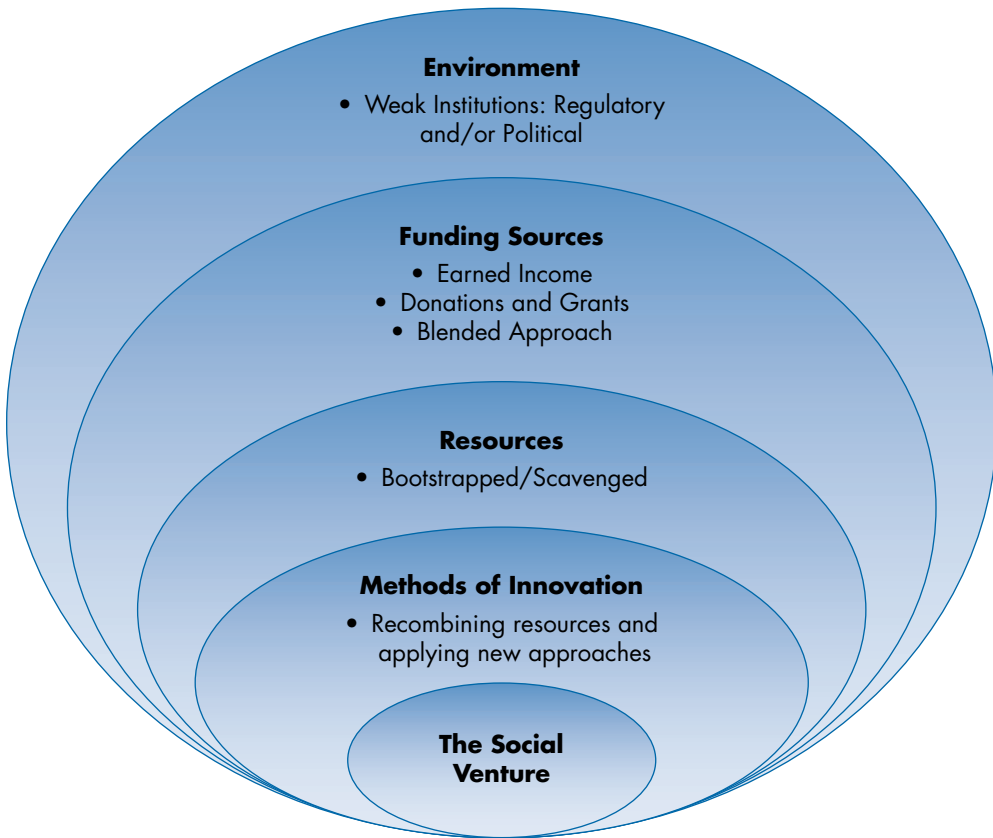 Environment
• Weak Institutions: Regulatory
and/or Political
Funding Sources
• Earned Income
• Donations and Grants
• Blended Approach
Resources
• Bootstrapped/Scavenged
Methods of Innovation
• Recombining resources and
applying new approaches
The Social
Venture